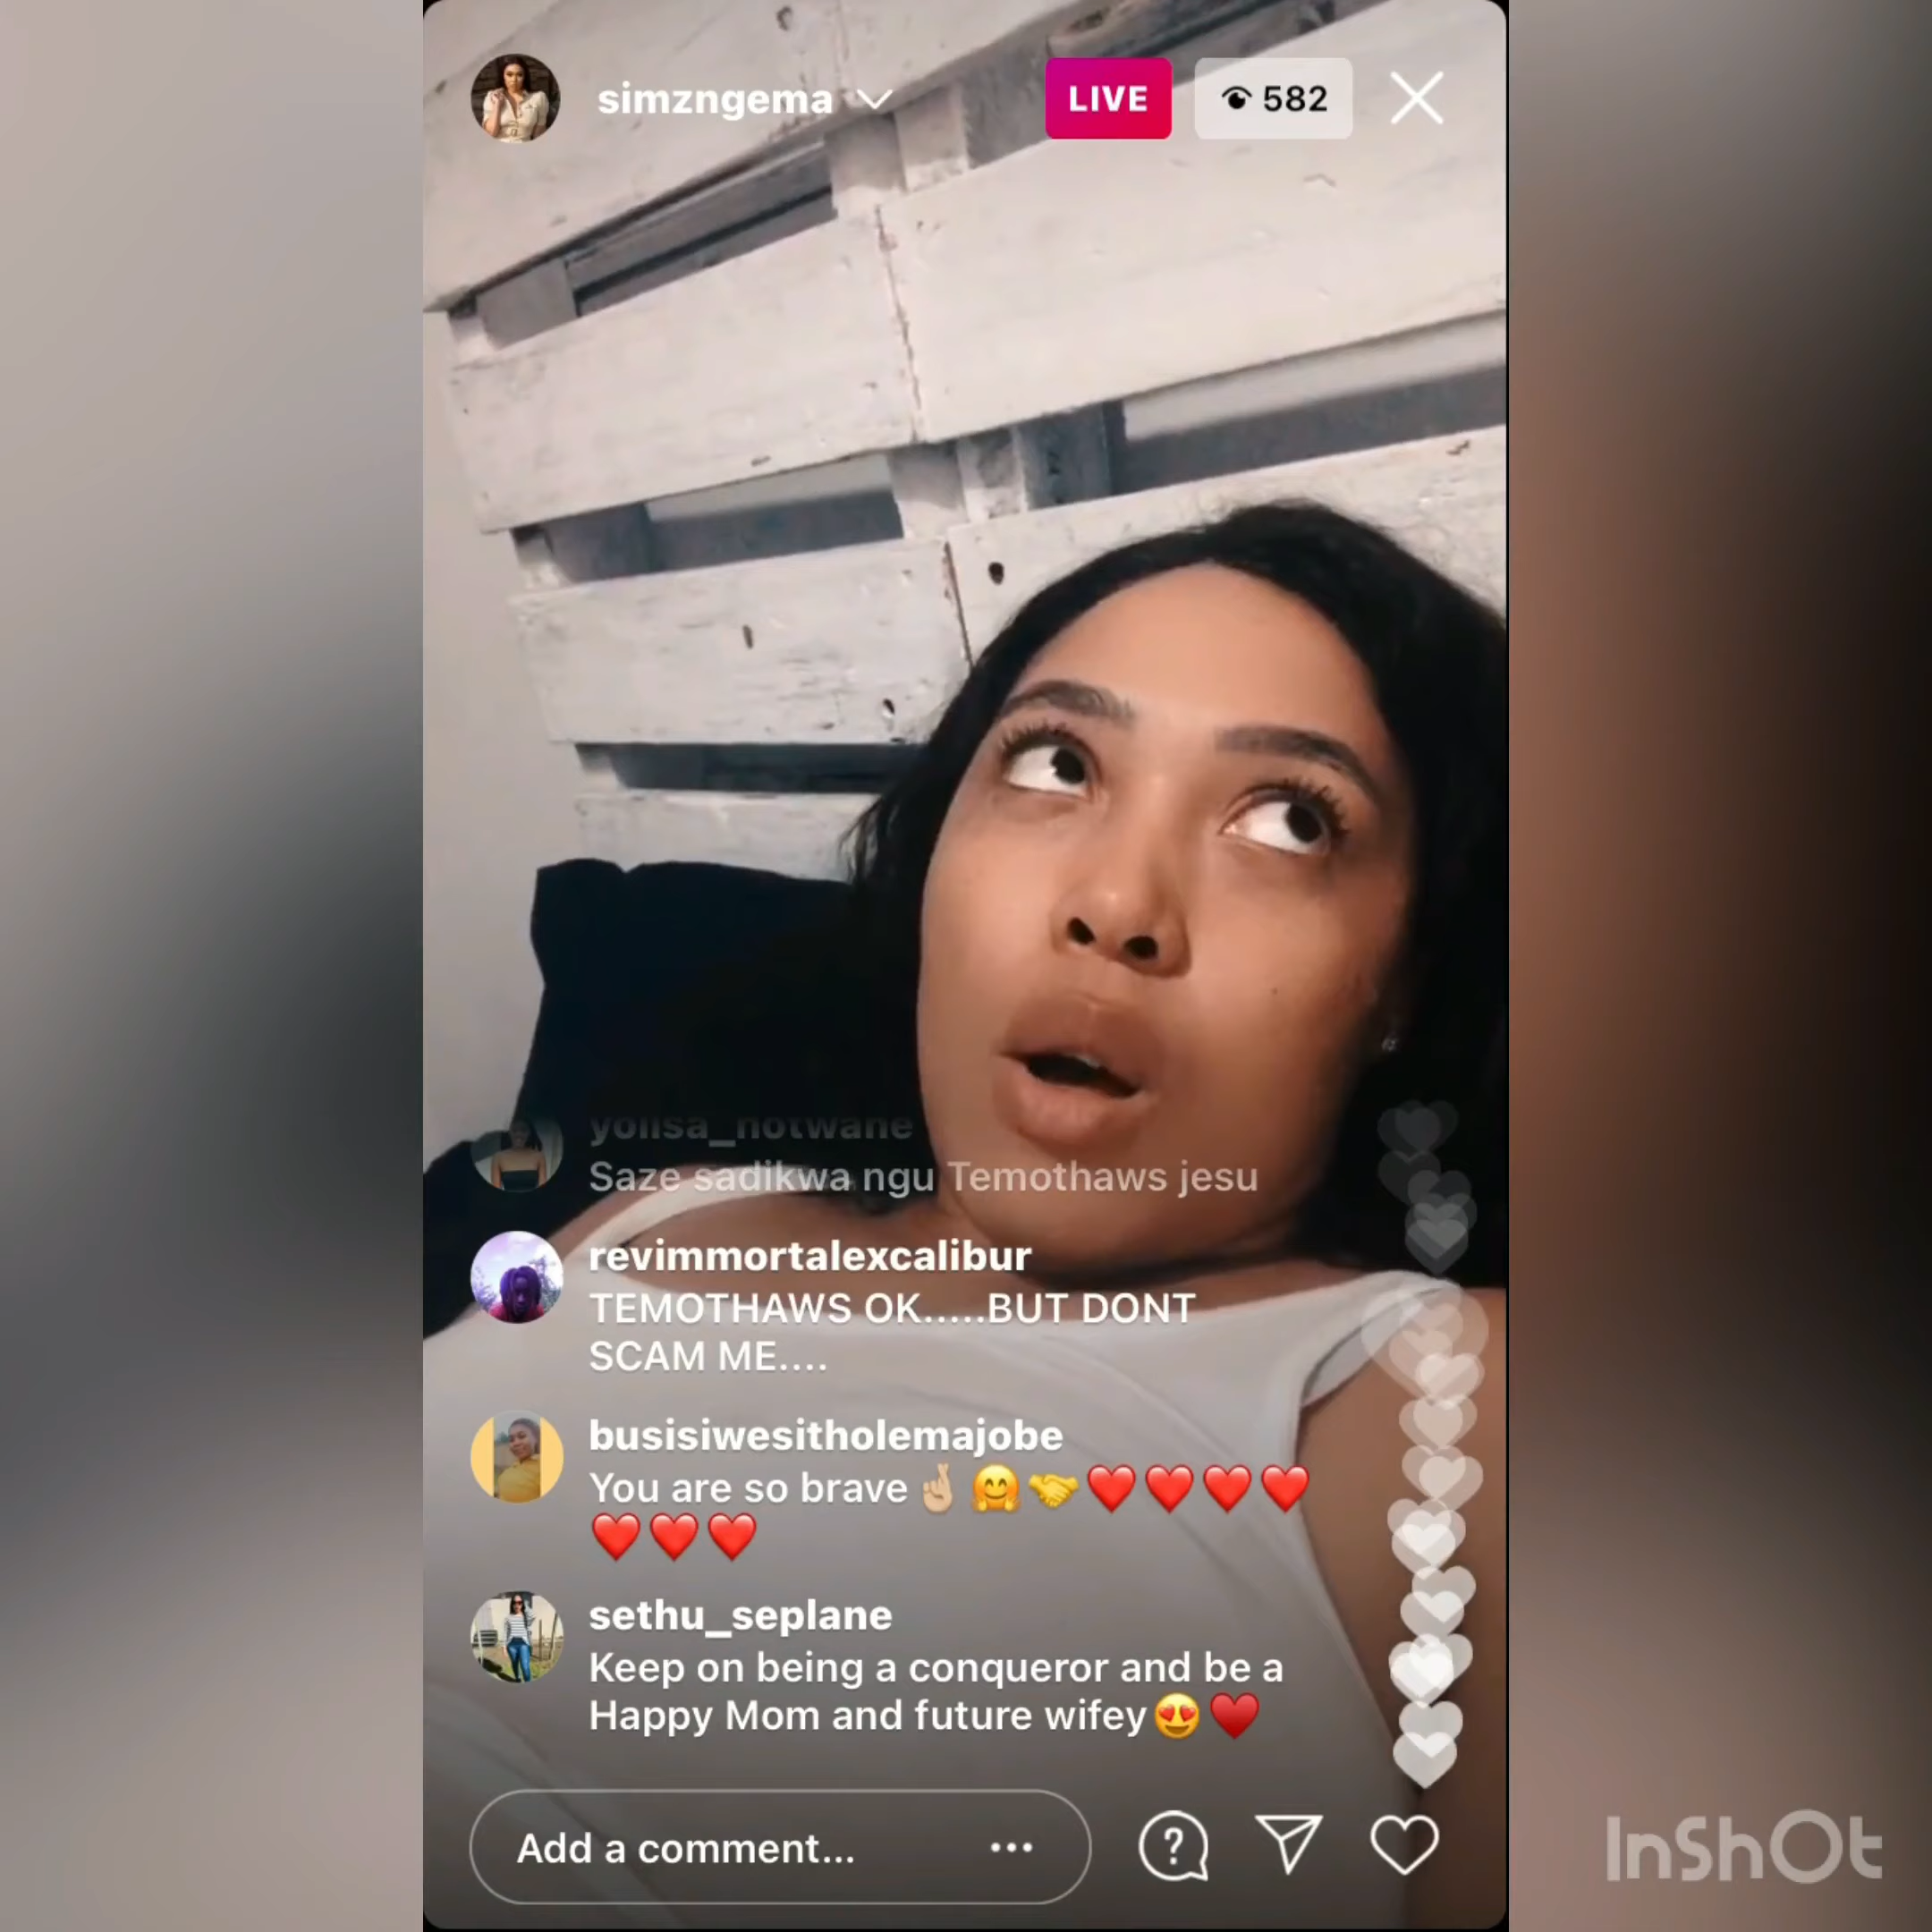 simzngema
LIVE
582
yolisa_notwane
Saze sadikwa ngu Temothaws jesu
revimmortalexcalibur
TEMOTHAWS OK.....BUT DONT
SCAM ME....
busisiwesitholemajobe
You are so brave🤞🏼🤗🤝❤️❤️❤️❤️
❤️❤️❤️
sethu_seplane
Keep on being a conqueror and be a
Happy Mom and future wifey😍❤️
Add a comment...
InShOt